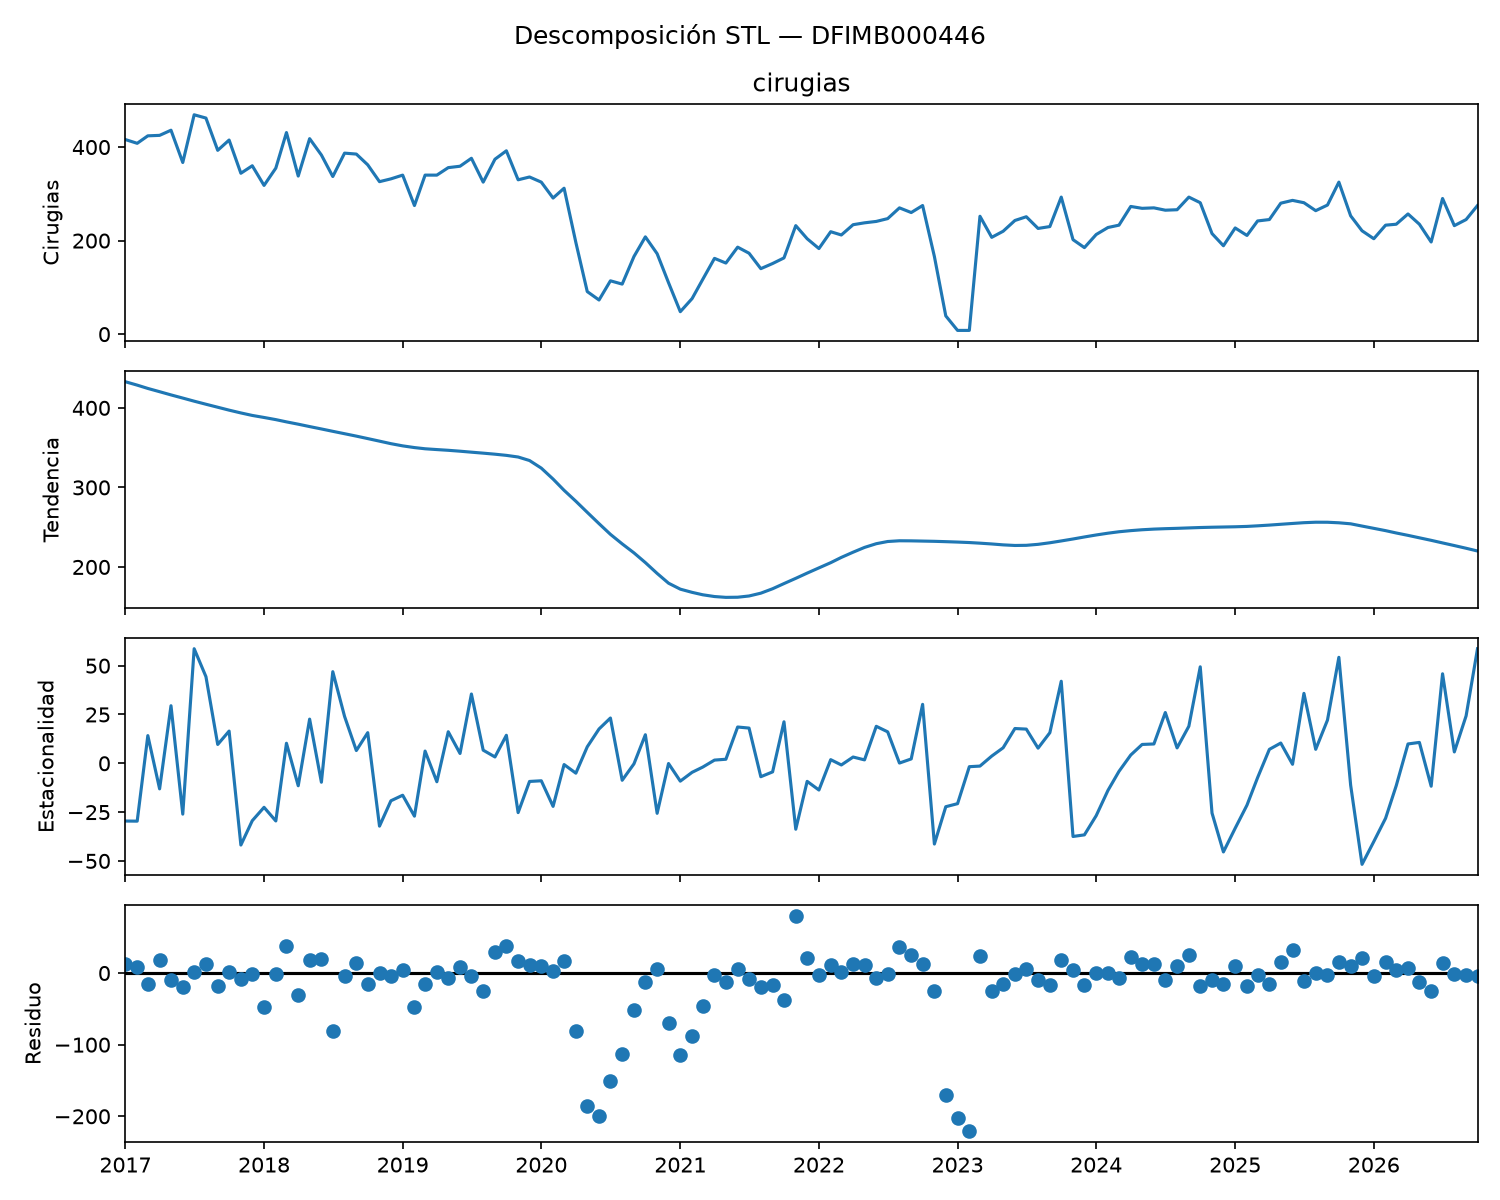 Descomposición STL — DFIMB000446
cirugias
Cirugias
400
200
0
Tendencia
400
300
200
Estacionalidad
50
25
0
−25
−50
Residuo
0
−100
−200
2017 2018 2019 2020 2021 2022 2023 2024 2025 2026